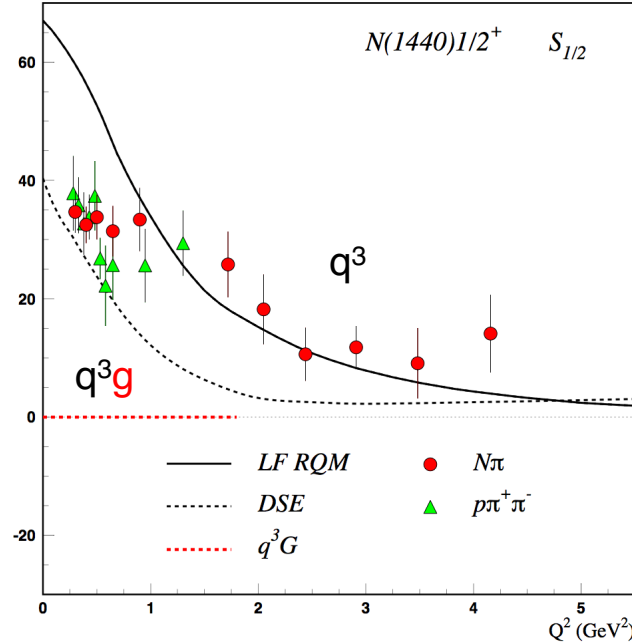 N(1440)1/2⁺ S₁/₂
60
40
20
0
-20
q³
q³g
LF RQM
Nπ
DSE
pπ⁺π⁻
q³G
0 1 2 3 4 5
Q² (GeV²)